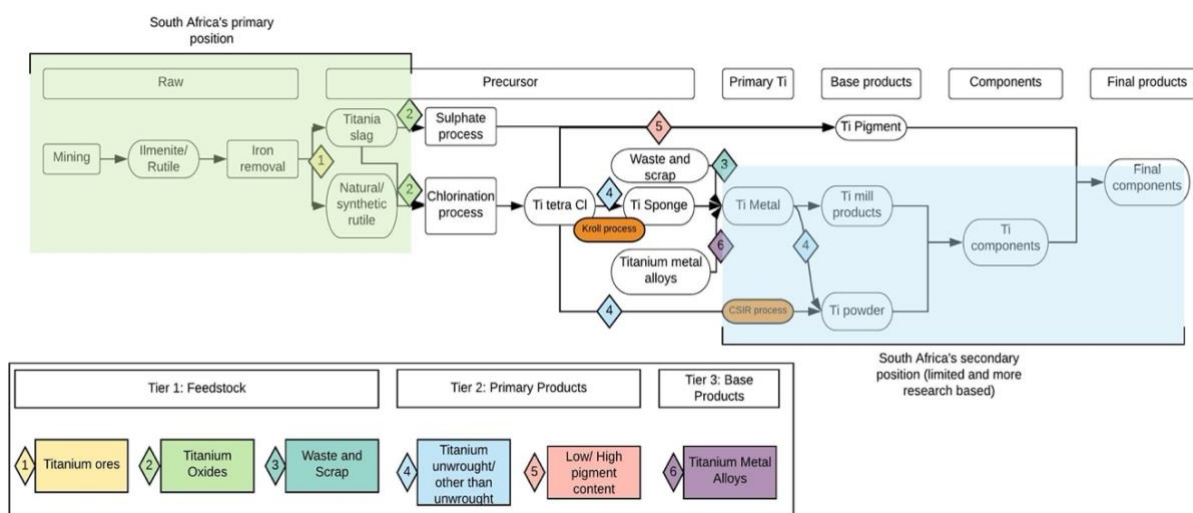 South Africa's primary
position
Raw
Precursor
Primary Ti
Base products
Components
Final products
Mining
Ilmenite/
Rutile
Iron
removal
1
Titania
slag
Natural/
synthetic
rutile
2
2
Sulphate
process
Chlorination
process
5
Ti Pigment
Ti tetra Cl
4
Kroll process
Waste and
scrap
3
Ti Sponge
Titanium metal
alloys
6
4
CSIR process
Ti Metal
4
Ti mill
products
Ti powder
Ti
components
Final
components
South Africa's secondary
position (limited and more
research based)
Tier 1: Feedstock
Tier 2: Primary Products
Tier 3: Base
Products
1
Titanium ores
2
Titanium
Oxides
3
Waste and
Scrap
4
Titanium
unwrought/
other than
unwrought
5
Low/ High
pigment
content
6
Titanium Metal
Alloys